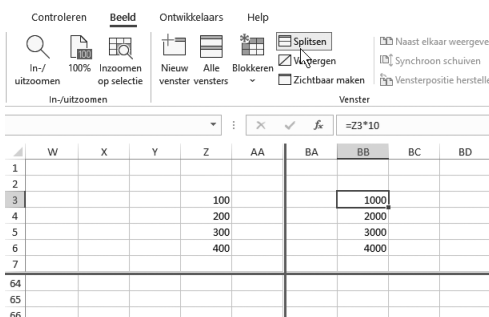 Controleren Beeld Ontwikkelaars Help
Splitsen
Naast elkaar weergeve
Synchroon schuiven
Zichtbaar maken
Vensterpositie herstelle
In-/ uitzoomen
100%
Inzoomen op selectie
Nieuw venster
Alle vensters
Blokkeren
In-/uitzoomen
Venster
fx =Z3*10
W X Y Z AA BA BB BC BD
1
2
3 100 1000
4 200 2000
5 300 3000
6 400 4000
7
64
65
66